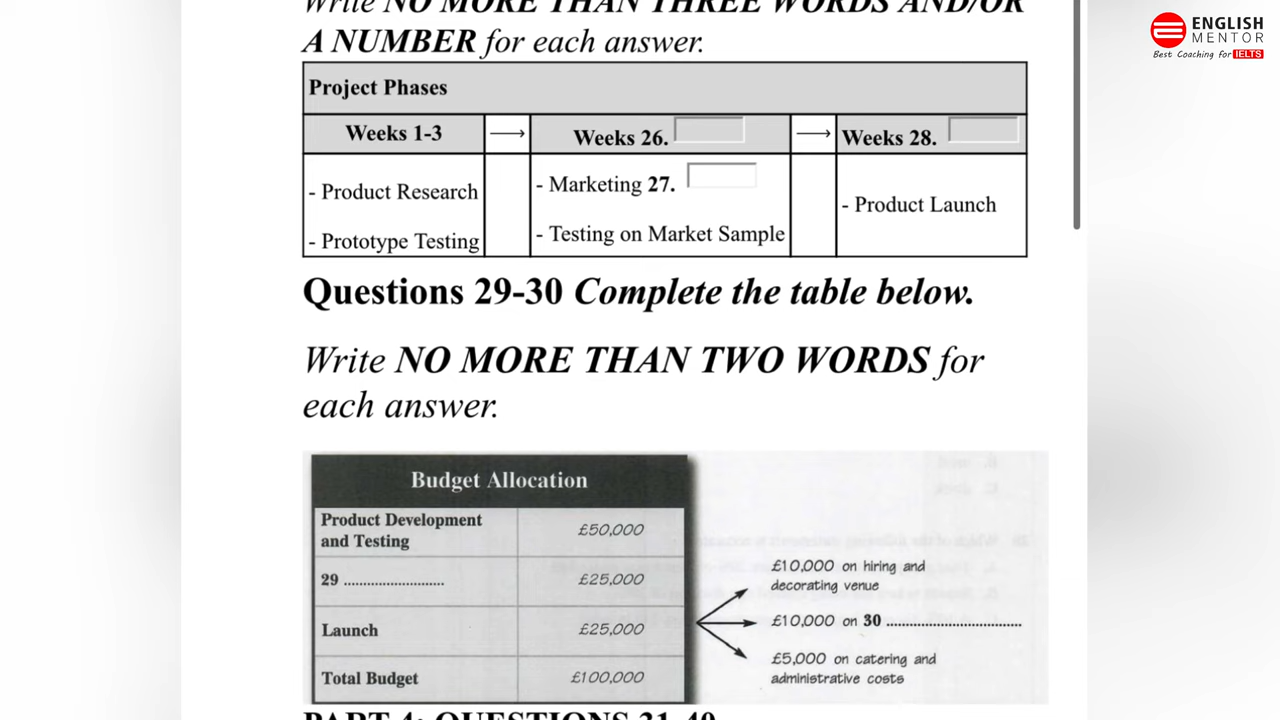 Write NO MORE THAN THREE WORDS AND/OR
A NUMBER for each answer.
ENGLISH
MENTOR
Best Coaching for IELTS
Project Phases
Weeks 1-3 → Weeks 26. → Weeks 28.
- Product Research
- Prototype Testing
- Marketing 27.
- Testing on Market Sample
- Product Launch
Questions 29-30 Complete the table below.
Write NO MORE THAN TWO WORDS for
each answer.
Budget Allocation
Product Development
and Testing
£50,000
29 .........................
£25,000
Launch
£25,000
Total Budget
£100,000
£10,000 on hiring and
decorating venue
£10,000 on 30 ..................................
£5,000 on catering and
administrative costs
PART 4: QUESTIONS 31-40